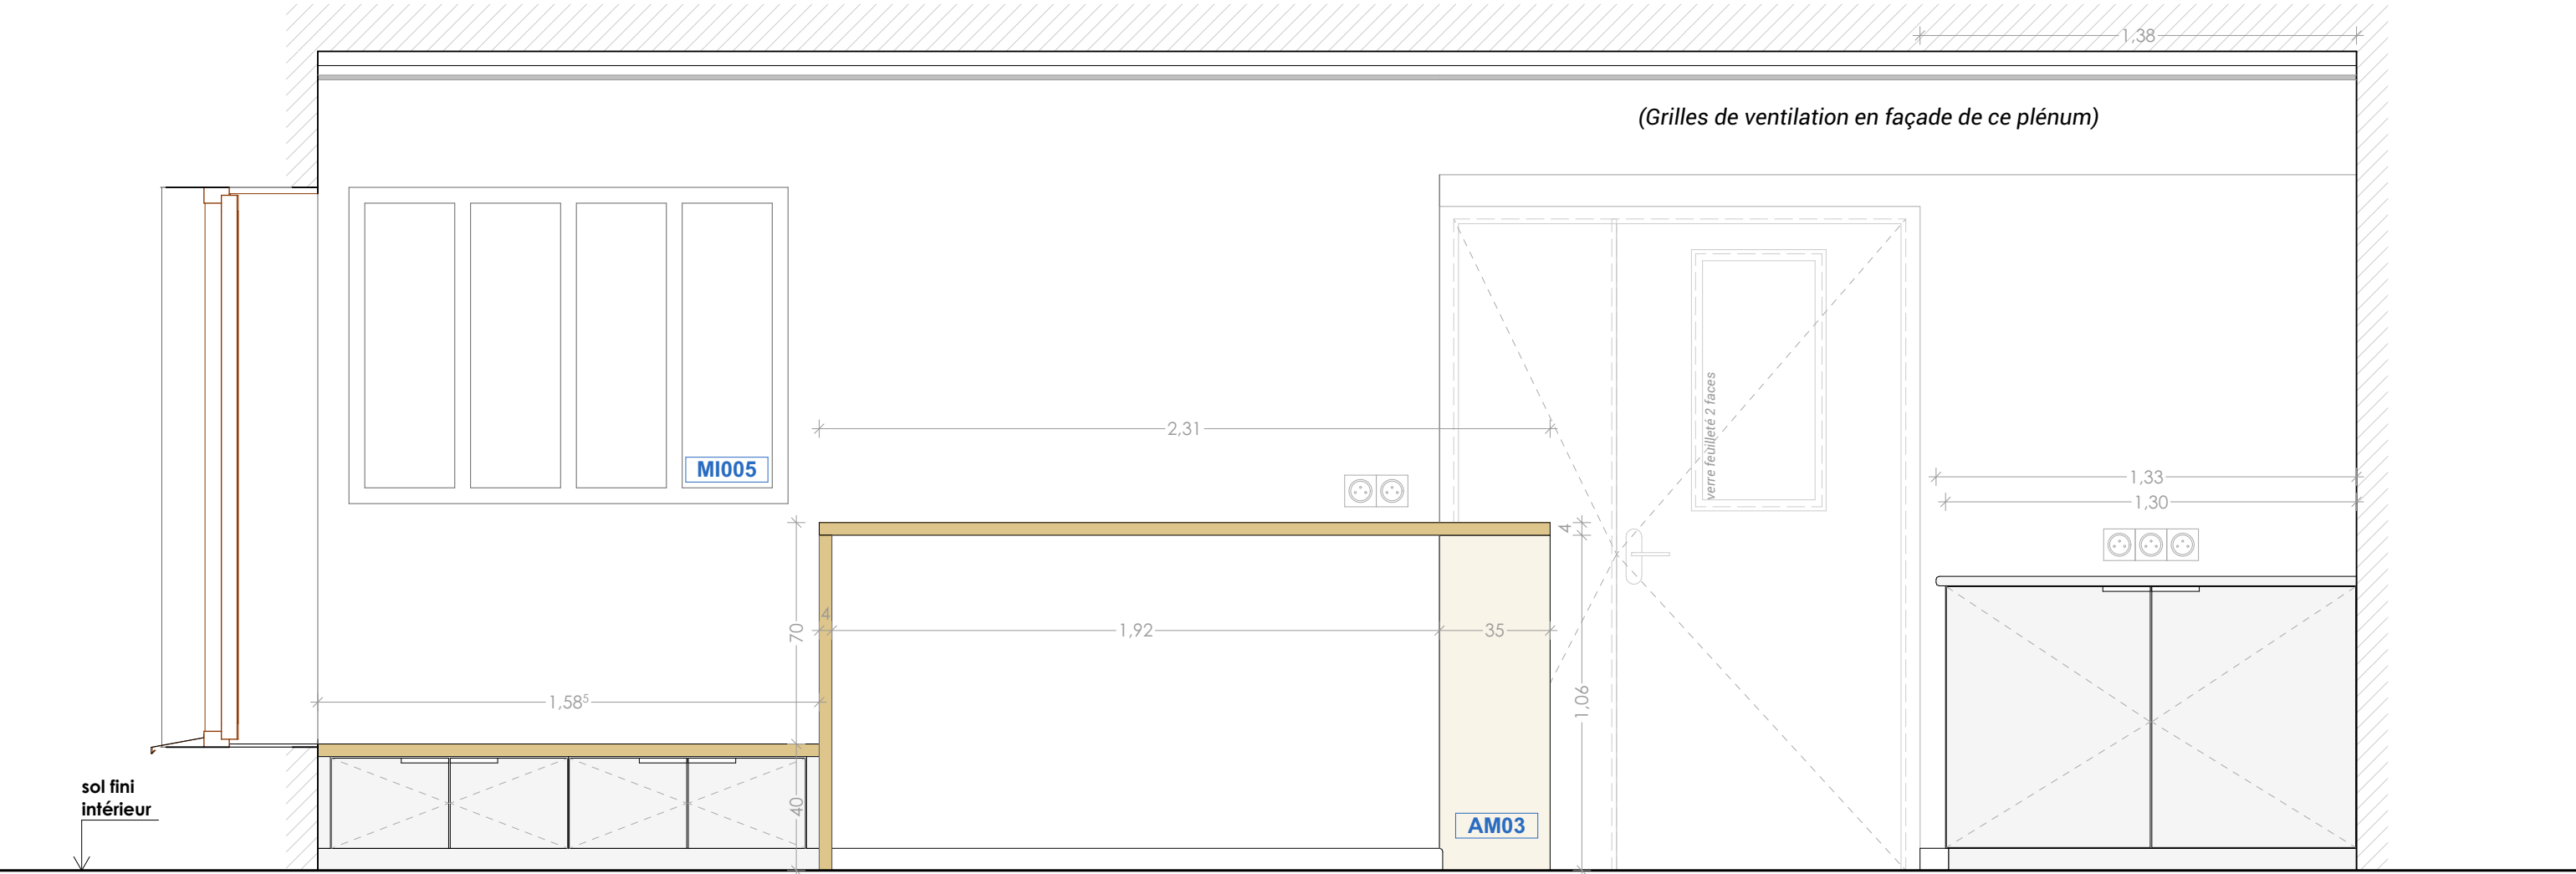 1,38
(Grilles de ventilation en façade de ce plénum)
verre feuilleté 2 faces
2,31
MI005
1,33
1,30
4
4
70
1,92
35
1,06
1,58⁵
40
sol fini
intérieur
AM03